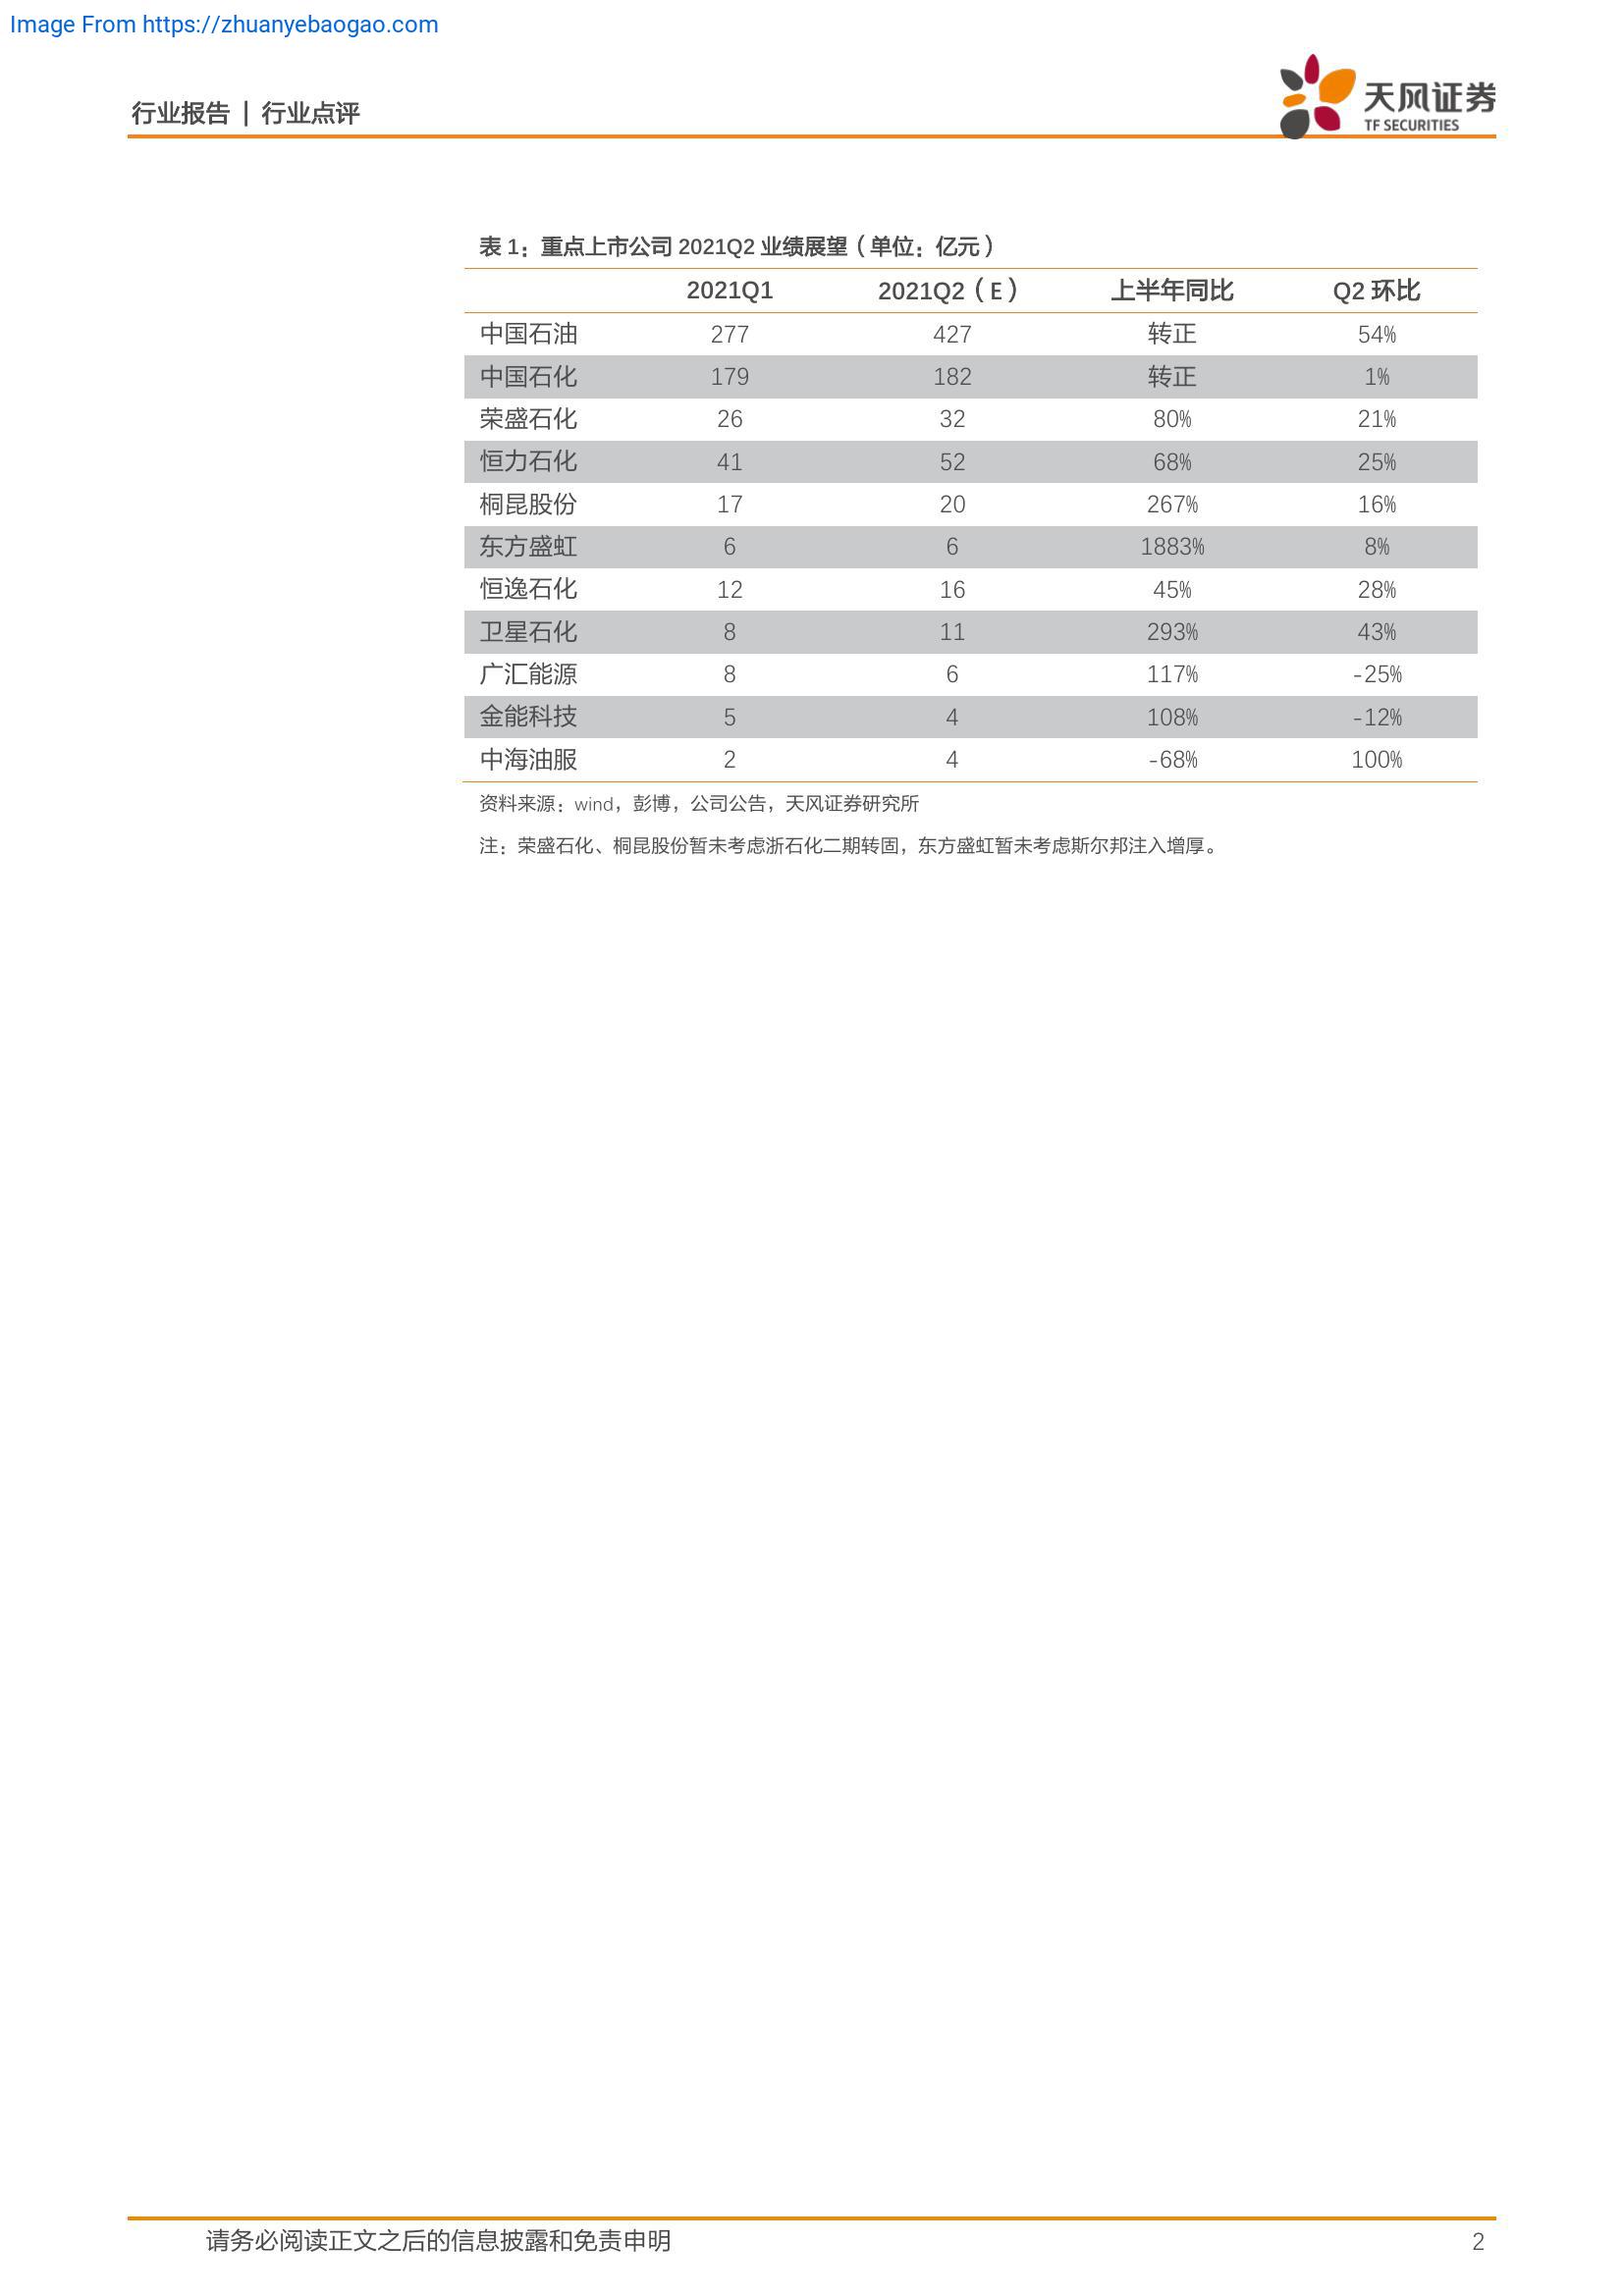 Image From https://zhuanyebaogao.com
行业报告 | 行业点评
天风证券
TF SECURITIES
表 1：重点上市公司 2021Q2 业绩展望（单位：亿元）
2021Q1 2021Q2（E） 上半年同比 Q2 环比
中国石油 277 427 转正 54%
中国石化 179 182 转正 1%
荣盛石化 26 32 80% 21%
恒力石化 41 52 68% 25%
桐昆股份 17 20 267% 16%
东方盛虹 6 6 1883% 8%
恒逸石化 12 16 45% 28%
卫星石化 8 11 293% 43%
广汇能源 8 6 117% -25%
金能科技 5 4 108% -12%
中海油服 2 4 -68% 100%
资料来源：wind，彭博，公司公告，天风证券研究所
注：荣盛石化、桐昆股份暂未考虑浙石化二期转固，东方盛虹暂未考虑斯尔邦注入增厚。
请务必阅读正文之后的信息披露和免责申明 2